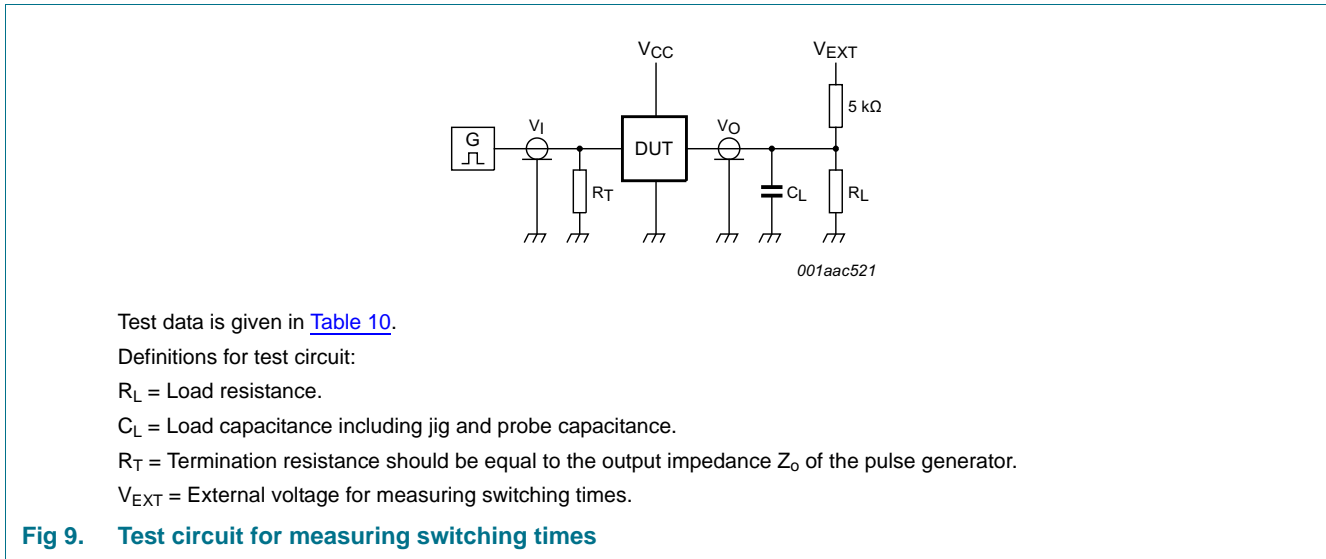 VCC
VEXT
5 kΩ
G
VI
DUT
VO
RT
CL
RL
001aac521
Test data is given in Table 10.
Definitions for test circuit:
RL = Load resistance.
CL = Load capacitance including jig and probe capacitance.
RT = Termination resistance should be equal to the output impedance Zo of the pulse generator.
VEXT = External voltage for measuring switching times.
Fig 9. Test circuit for measuring switching times